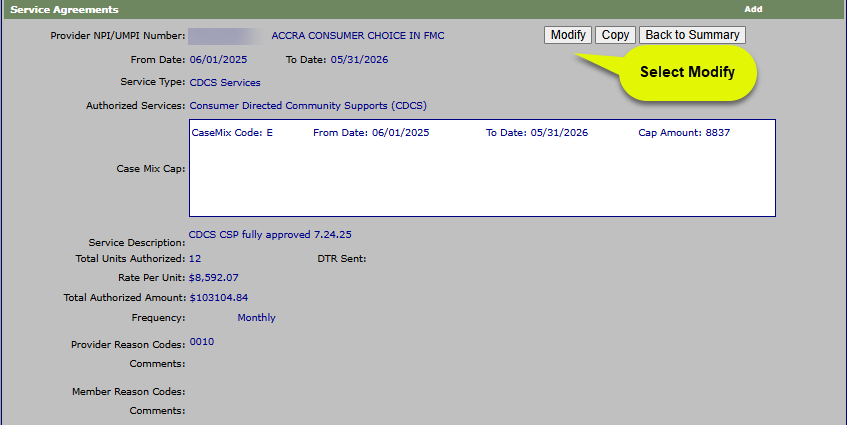 Service Agreements Add
Provider NPI/UMPI Number: ACCRA CONSUMER CHOICE IN FMC Modify Copy Back to Summary
From Date: 06/01/2025 To Date: 05/31/2026
Select Modify
Service Type: CDCS Services
Authorized Services: Consumer Directed Community Supports (CDCS)
CaseMix Code: E From Date: 06/01/2025 To Date: 05/31/2026 Cap Amount: 8837
Case Mix Cap:
Service Description: CDCS CSP fully approved 7.24.25
Total Units Authorized: 12 DTR Sent:
Rate Per Unit: $8,592.07
Total Authorized Amount: $103104.84
Frequency: Monthly
Provider Reason Codes: 0010
Comments:
Member Reason Codes:
Comments: